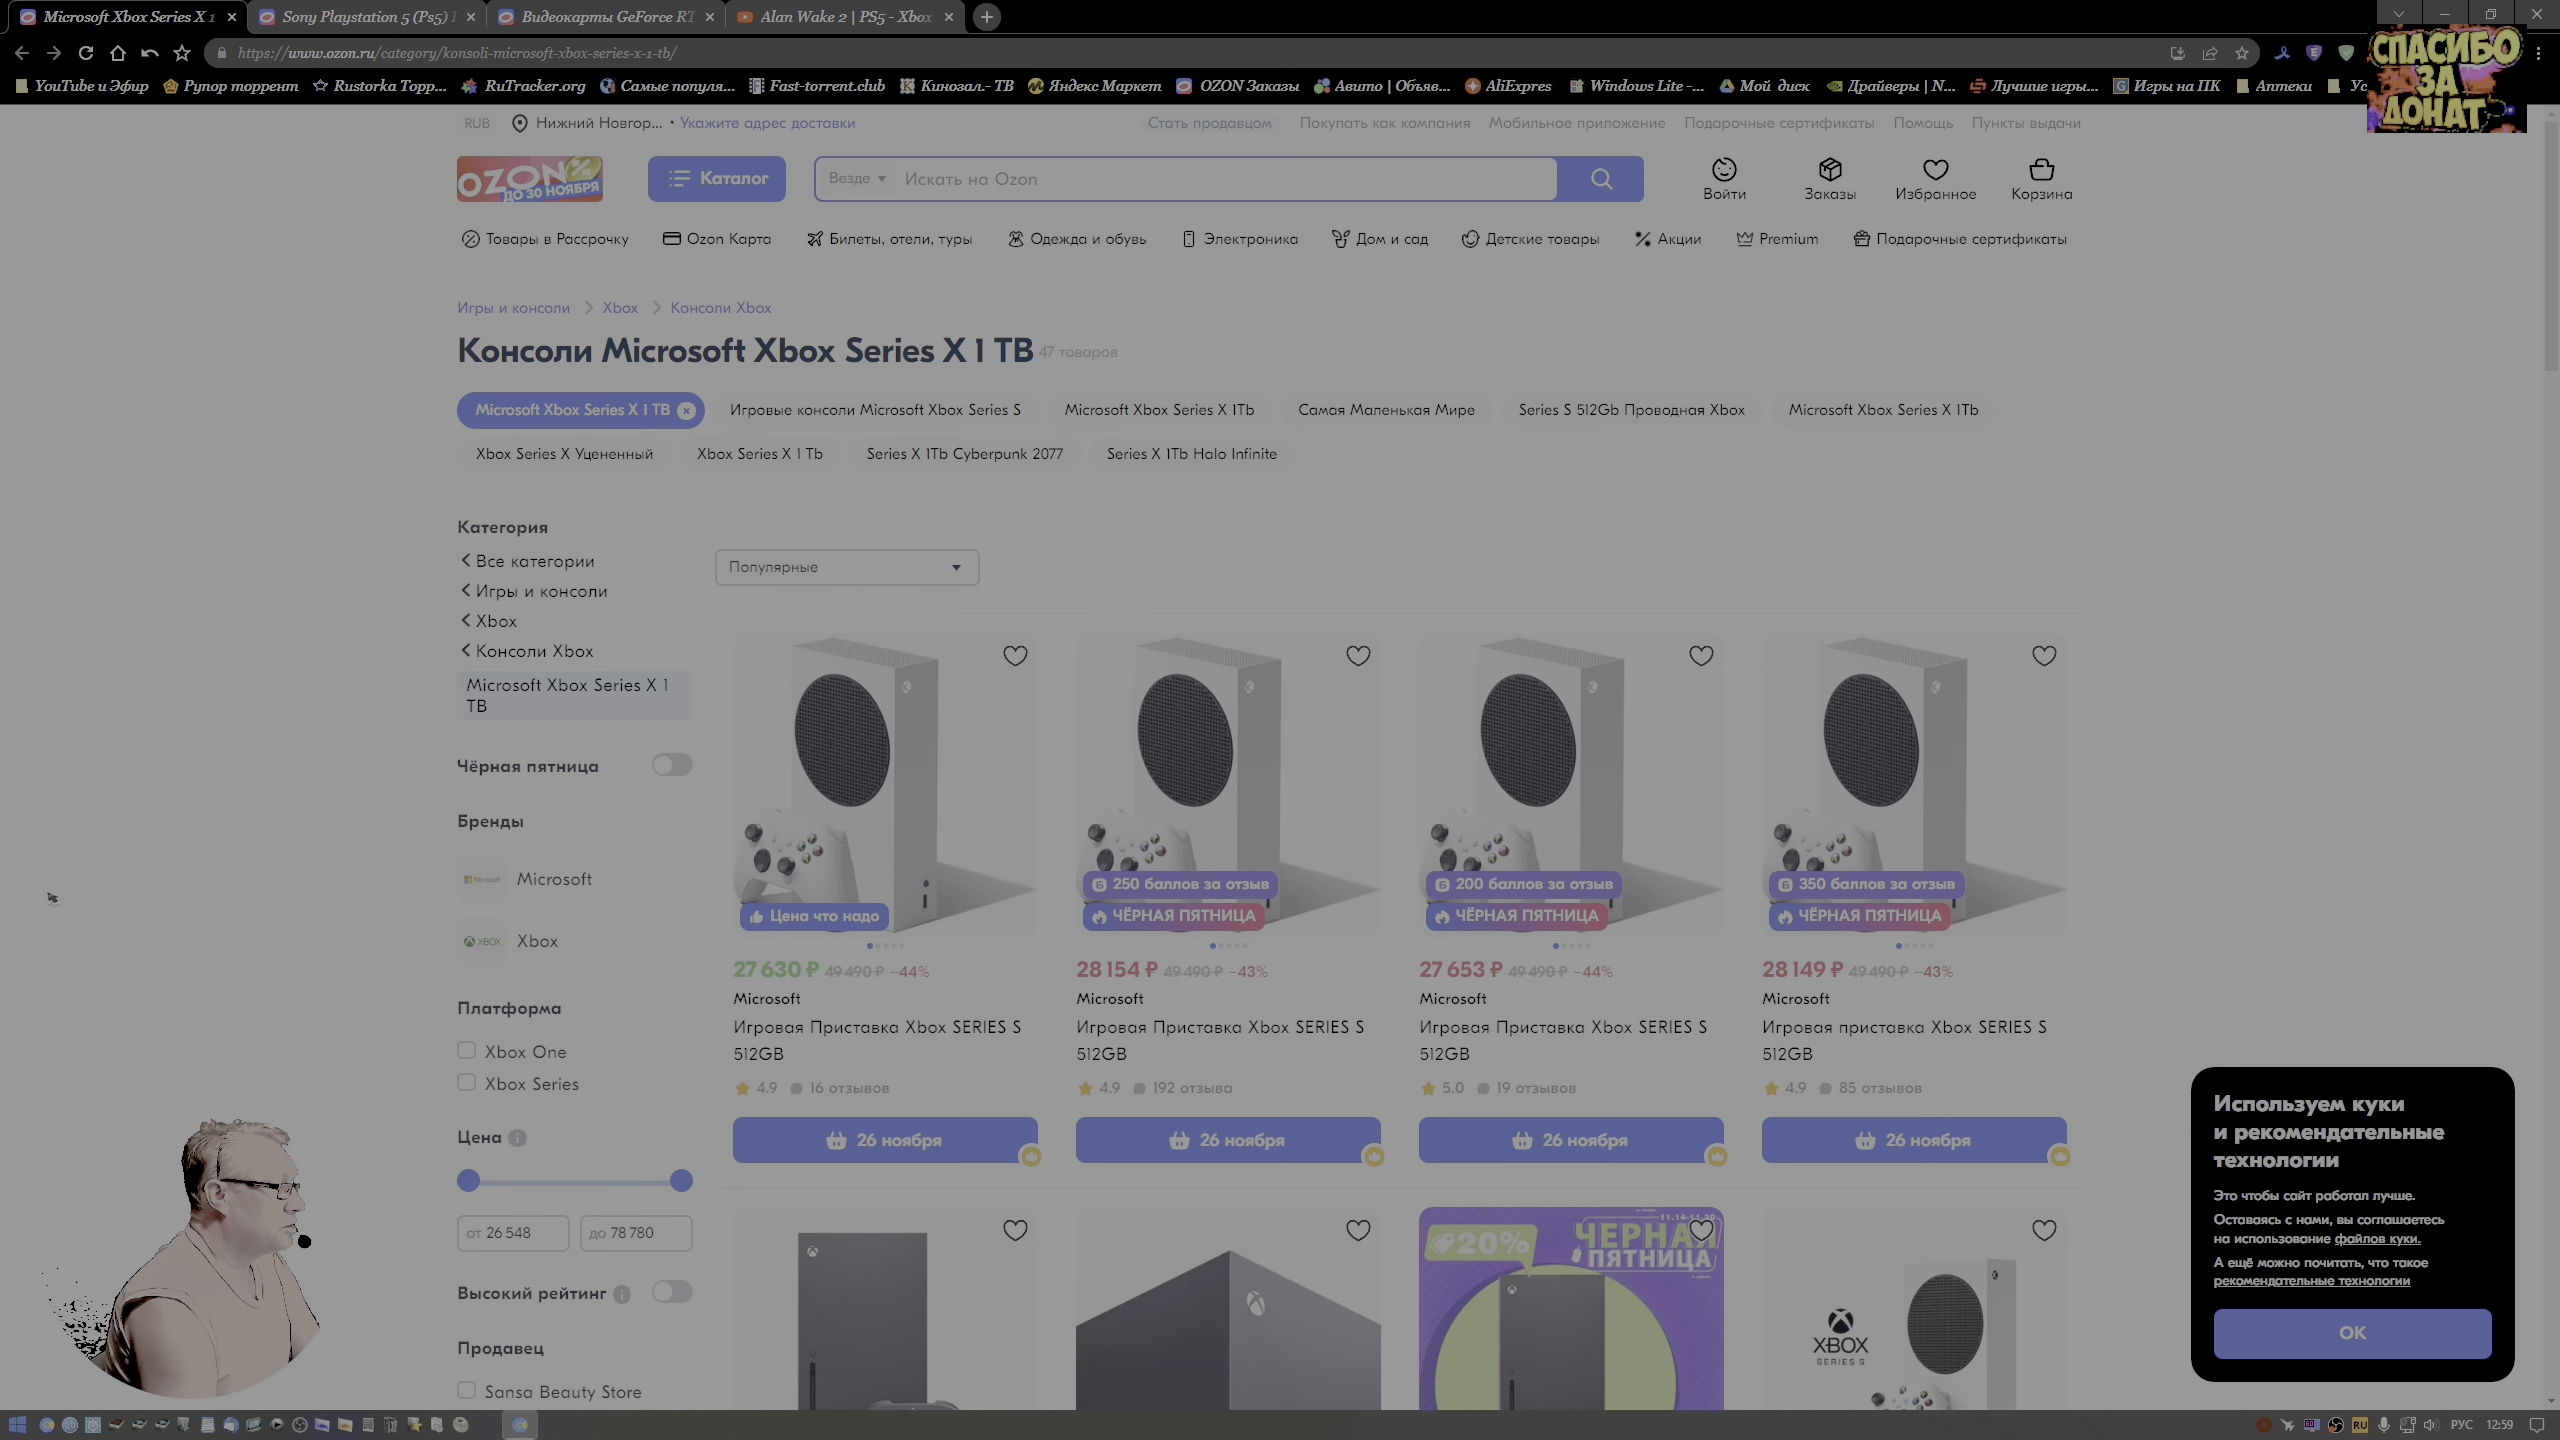 Microsoft Xbox Series X 1
Sony Playstation 5 (Ps5)
Видеокарты GeForce RT
Alan Wake 2 | PS5 - Xbox
https://www.ozon.ru/category/konsoli-microsoft-xbox-series-x-1-tb/
YouTube и Эфир
Рупор торрент
Rustorka Торр...
RuTracker.org
Самые популя...
Fast-torrent.club
Кинозал.- ТВ
Яндекс Маркет
OZON Заказы
Авито | Объяв...
AliExpres
Windows Lite -...
Мой диск
Драйверы | N...
Лучшие игры...
Игры на ПК
Аптеки
Ус
СПАСИБО
ЗА
ДОНАТ
RUB
Нижний Новгор... • Укажите адрес доставки
Стать продавцом
Покупать как компания
Мобильное приложение
Подарочные сертификаты
Помощь
Пункты выдачи
OZON %
ДО 30 НОЯБРЯ
Каталог
Везде
Искать на Ozon
Войти
Заказы
Избранное
Корзина
Товары в Рассрочку
Ozon Карта
Билеты, отели, туры
Одежда и обувь
Электроника
Дом и сад
Детские товары
Акции
Premium
Подарочные сертификаты
Игры и консоли
Xbox
Консоли Xbox
Консоли Microsoft Xbox Series X 1 TB 47 товаров
Microsoft Xbox Series X 1 TB
Игровые консоли Microsoft Xbox Series S
Microsoft Xbox Series X 1Tb
Самая Маленькая Мире
Series S 512Gb Проводная Xbox
Microsoft Xbox Series X 1Tb
Xbox Series X Уцененный
Xbox Series X 1 Tb
Series X 1Tb Cyberpunk 2077
Series X 1Tb Halo Infinite
Категория
Все категории
Игры и консоли
Xbox
Консоли Xbox
Microsoft Xbox Series X 1
TB
Чёрная пятница
Бренды
Microsoft
Microsoft
XBOX
Xbox
Платформа
Xbox One
Xbox Series
Цена
от 26 548
до 78 780
Высокий рейтинг
Продавец
Sansa Beauty Store
Популярные
Цена что надо
27 630 ₽ 49 490 ₽ −44%
Microsoft
Игровая Приставка Xbox SERIES S
512GB
4.9 16 отзывов
26 ноября
250 баллов за отзыв
ЧЁРНАЯ ПЯТНИЦА
28 154 ₽ 49 490 ₽ −43%
Microsoft
Игровая Приставка Xbox SERIES S
512GB
4.9 192 отзыва
26 ноября
200 баллов за отзыв
ЧЁРНАЯ ПЯТНИЦА
27 653 ₽ 49 490 ₽ −44%
Microsoft
Игровая Приставка Xbox SERIES S
512GB
5.0 19 отзывов
26 ноября
350 баллов за отзыв
ЧЁРНАЯ ПЯТНИЦА
28 149 ₽ 49 490 ₽ −43%
Microsoft
Игровая приставка Xbox SERIES S
512GB
4.9 85 отзывов
26 ноября
20%
11.14-11.30
ЧЕРНАЯ
ПЯТНИЦА
XBOX
SERIES S
Используем куки
и рекомендательные
технологии
Это чтобы сайт работал лучше.
Оставаясь с нами, вы соглашаетесь
на использование файлов куки.
А ещё можно почитать, что такое
рекомендательные технологии
ОК
RU
РУС
12:59